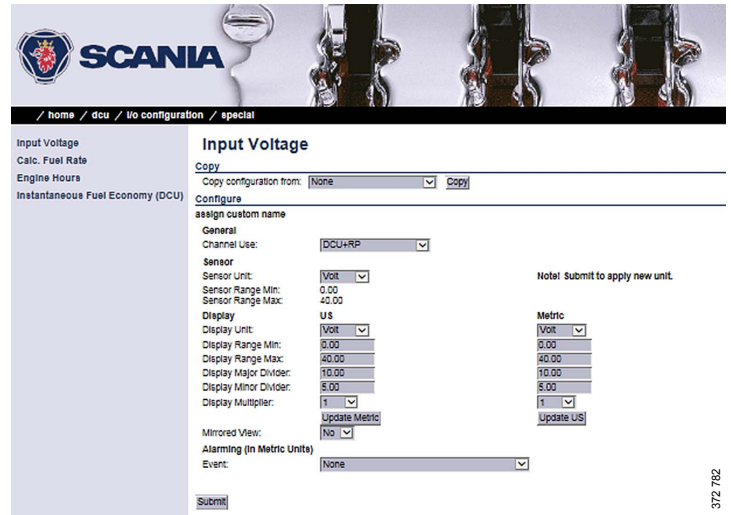 SCANIA
/ home / dcu / i/o configuration / special
Input Voltage
Calc. Fuel Rate
Engine Hours
Instantaneous Fuel Economy (DCU)
Input Voltage
Copy
Copy configuration from: None Copy
Configure
assign custom name
General
Channel Use: DCU+RP
Sensor
Sensor Unit: Volt Note! Submit to apply new unit.
Sensor Range Min: 0.00
Sensor Range Max: 40.00
Display US Metric
Display Unit: Volt Volt
Display Range Min: 0.00 0.00
Display Range Max: 40.00 40.00
Display Major Divider: 10.00 10.00
Display Minor Divider: 5.00 5.00
Display Multiplier: 1 1
Update Metric Update US
Mirrored View: No
Alarming (In Metric Units)
Event: None
Submit
372 782